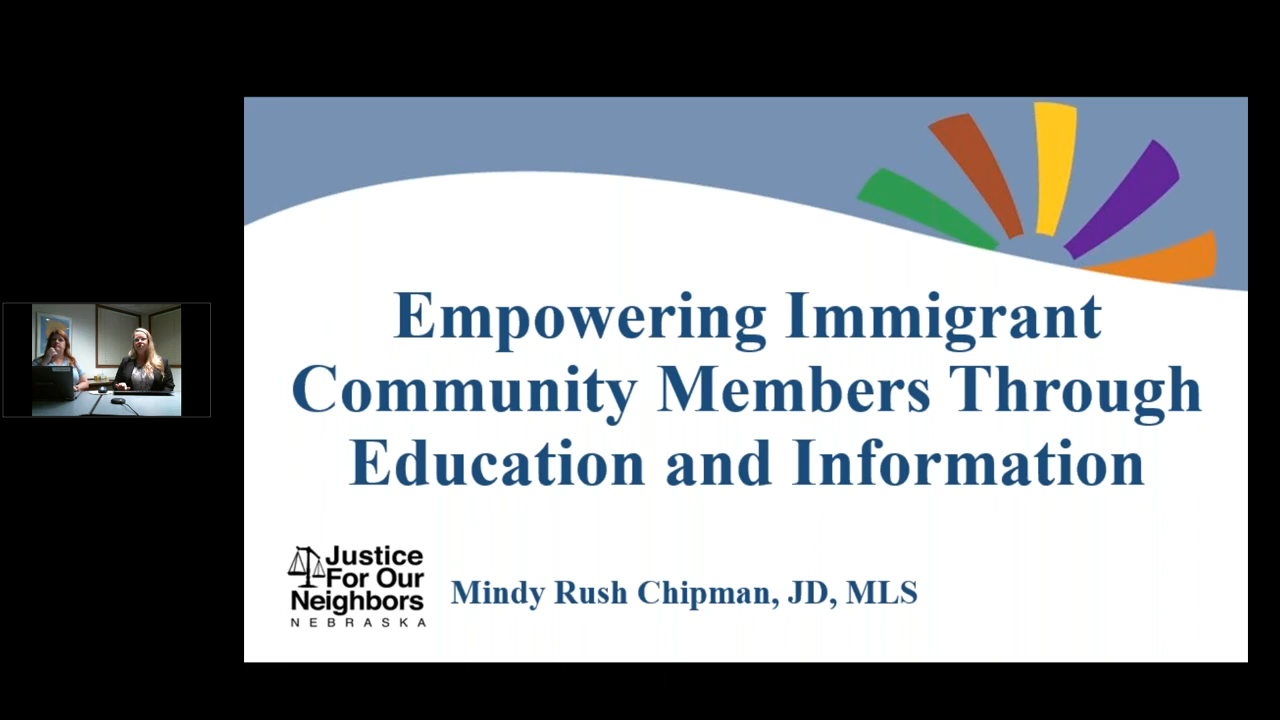 Empowering Immigrant
Community Members Through
Education and Information
Justice
For Our
Neighbors
NEBRASKA
Mindy Rush Chipman, JD, MLS